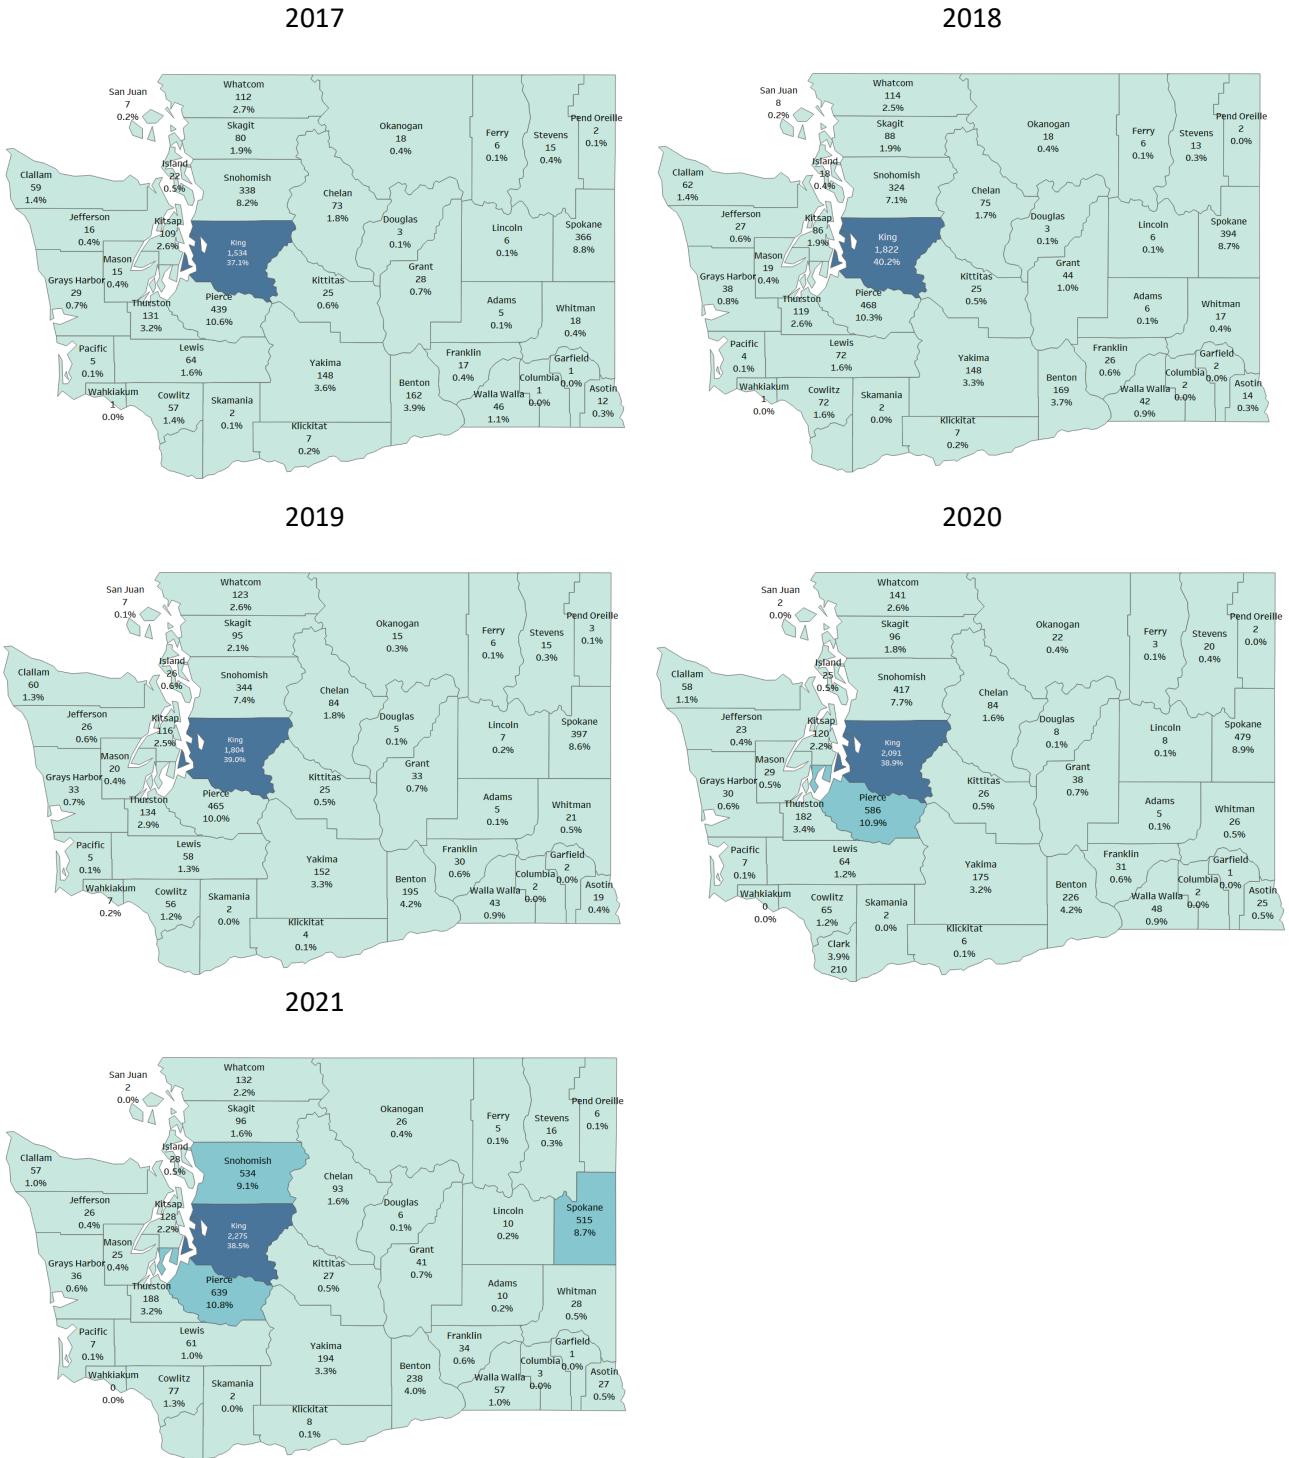 2017
San Juan
7
0.2%
Whatcom
112
2.7%
Skagit
80
1.9%
Okanogan
18
0.4%
Ferry
6
0.1%
Stevens
15
0.4%
Pend Oreille
2
0.1%
Clallam
59
1.4%
Island
22
0.5%
Snohomish
338
8.2%
Chelan
73
1.8%
Jefferson
16
0.4%
Kitsap
109
2.6%
King
1,534
37.1%
Douglas
3
0.1%
Lincoln
6
0.1%
Spokane
366
8.8%
Mason
15
0.4%
Grays Harbor
29
0.7%
Thurston
131
3.2%
Pierce
439
10.6%
Kittitas
25
0.6%
Grant
28
0.7%
Adams
5
0.1%
Whitman
18
0.4%
Pacific
5
0.1%
Lewis
64
1.6%
Yakima
148
3.6%
Benton
162
3.9%
Franklin
17
0.4%
Walla Walla
46
1.1%
Columbia
1
0.0%
Garfield
1
0.0%
Asotin
12
0.3%
Wahkiakum
1
0.0%
Cowlitz
57
1.4%
Skamania
2
0.1%
Klickitat
7
0.2%
2018
San Juan
8
0.2%
Whatcom
114
2.5%
Skagit
88
1.9%
Okanogan
18
0.4%
Ferry
6
0.1%
Stevens
13
0.3%
Pend Oreille
2
0.0%
Clallam
62
1.4%
Island
18
0.4%
Snohomish
324
7.1%
Chelan
75
1.7%
Jefferson
27
0.6%
Kitsap
86
1.9%
King
1,822
40.2%
Douglas
3
0.1%
Lincoln
6
0.1%
Spokane
394
8.7%
Mason
19
0.4%
Grays Harbor
38
0.8%
Thurston
119
2.6%
Pierce
468
10.3%
Kittitas
25
0.5%
Grant
44
1.0%
Adams
6
0.1%
Whitman
17
0.4%
Pacific
4
0.1%
Lewis
72
1.6%
Yakima
148
3.3%
Benton
169
3.7%
Franklin
26
0.6%
Walla Walla
42
0.9%
Columbia
2
0.0%
Garfield
2
0.0%
Asotin
14
0.3%
Wahkiakum
1
0.0%
Cowlitz
72
1.6%
Skamania
2
0.0%
Klickitat
7
0.2%
2019
San Juan
7
0.1%
Whatcom
123
2.6%
Skagit
95
2.1%
Okanogan
15
0.3%
Ferry
6
0.1%
Stevens
15
0.3%
Pend Oreille
3
0.1%
Clallam
60
1.3%
Island
26
0.6%
Snohomish
344
7.4%
Chelan
84
1.8%
Jefferson
26
0.6%
Kitsap
116
2.5%
King
1,804
39.0%
Douglas
5
0.1%
Lincoln
7
0.2%
Spokane
397
8.6%
Mason
20
0.4%
Grays Harbor
33
0.7%
Thurston
134
2.9%
Pierce
465
10.0%
Kittitas
25
0.5%
Grant
33
0.7%
Adams
5
0.1%
Whitman
21
0.5%
Pacific
5
0.1%
Lewis
58
1.3%
Yakima
152
3.3%
Benton
195
4.2%
Franklin
30
0.6%
Walla Walla
43
0.9%
Columbia
2
0.0%
Garfield
2
0.0%
Asotin
19
0.4%
Wahkiakum
7
0.2%
Cowlitz
56
1.2%
Skamania
2
0.0%
Klickitat
4
0.1%
2020
San Juan
2
0.0%
Whatcom
141
2.6%
Skagit
96
1.8%
Okanogan
22
0.4%
Ferry
3
0.1%
Stevens
20
0.4%
Pend Oreille
2
0.0%
Clallam
58
1.1%
Island
25
0.5%
Snohomish
417
7.7%
Chelan
84
1.6%
Jefferson
23
0.4%
Kitsap
120
2.2%
King
2,091
38.9%
Douglas
8
0.1%
Lincoln
8
0.1%
Spokane
479
8.9%
Mason
29
0.5%
Grays Harbor
30
0.6%
Thurston
182
3.4%
Pierce
586
10.9%
Kittitas
26
0.5%
Grant
38
0.7%
Adams
5
0.1%
Whitman
26
0.5%
Pacific
7
0.1%
Lewis
64
1.2%
Yakima
175
3.2%
Benton
226
4.2%
Franklin
31
0.6%
Walla Walla
48
0.9%
Columbia
2
0.0%
Garfield
1
0.0%
Asotin
25
0.5%
Wahkiakum
0
0.0%
Cowlitz
65
1.2%
Skamania
2
0.0%
Klickitat
6
0.1%
Clark
3.9%
210
2021
San Juan
2
0.0%
Whatcom
132
2.2%
Skagit
96
1.6%
Okanogan
26
0.4%
Ferry
5
0.1%
Stevens
16
0.3%
Pend Oreille
6
0.1%
Clallam
57
1.0%
Island
28
0.5%
Snohomish
534
9.1%
Chelan
93
1.6%
Jefferson
26
0.4%
Kitsap
128
2.2%
King
2,275
38.5%
Douglas
6
0.1%
Lincoln
10
0.2%
Spokane
515
8.7%
Mason
25
0.4%
Grays Harbor
36
0.6%
Thurston
188
3.2%
Pierce
639
10.8%
Kittitas
27
0.5%
Grant
41
0.7%
Adams
10
0.2%
Whitman
28
0.5%
Pacific
7
0.1%
Lewis
61
1.0%
Yakima
194
3.3%
Benton
238
4.0%
Franklin
34
0.6%
Walla Walla
57
1.0%
Columbia
3
0.0%
Garfield
1
0.0%
Asotin
27
0.5%
Wahkiakum
0
0.0%
Cowlitz
77
1.3%
Skamania
2
0.0%
Klickitat
8
0.1%